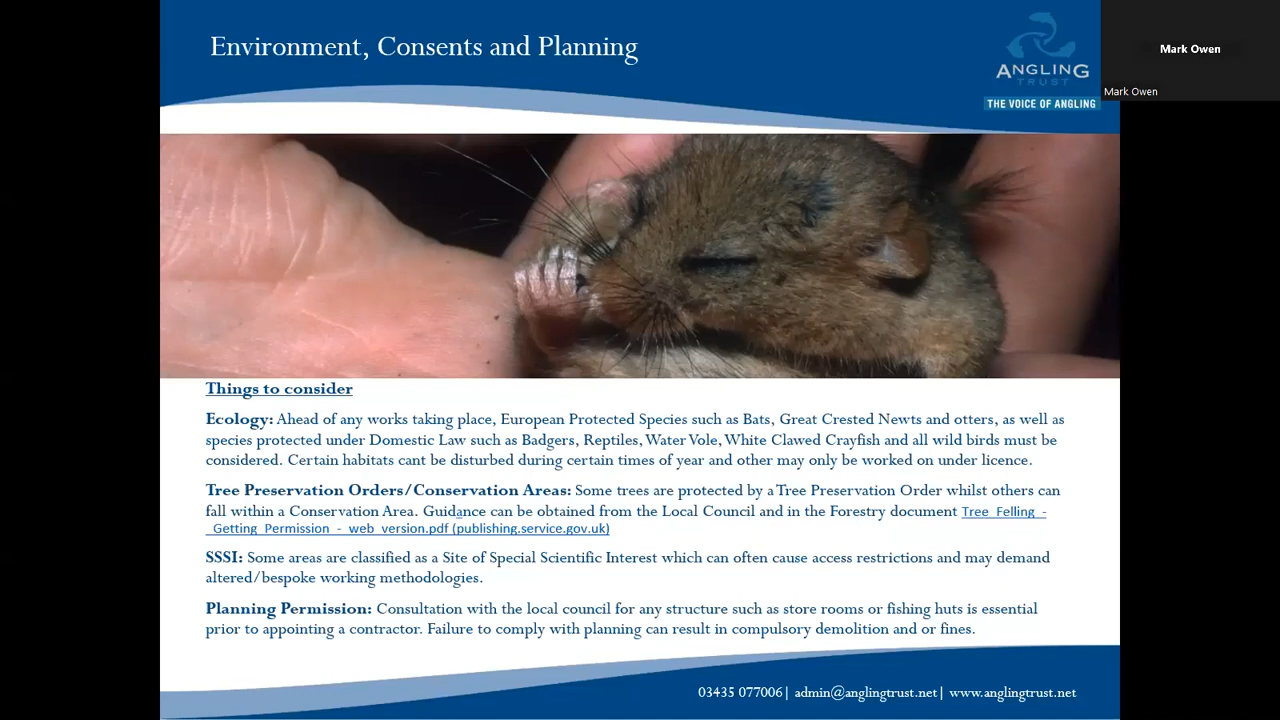 Environment, Consents and Planning
ANGLING
TRUST
THE VOICE OF ANGLING
Mark Owen
Mark Owen
Things to consider
Ecology: Ahead of any works taking place, European Protected Species such as Bats, Great Crested Newts and otters, as well as
species protected under Domestic Law such as Badgers, Reptiles, Water Vole, White Clawed Crayfish and all wild birds must be
considered. Certain habitats cant be disturbed during certain times of year and other may only be worked on under licence.
Tree Preservation Orders/Conservation Areas: Some trees are protected by a Tree Preservation Order whilst others can
fall within a Conservation Area. Guidance can be obtained from the Local Council and in the Forestry document Tree_Felling_-
_Getting_Permission_-_web_version.pdf (publishing.service.gov.uk)
SSSI: Some areas are classified as a Site of Special Scientific Interest which can often cause access restrictions and may demand
altered/bespoke working methodologies.
Planning Permission: Consultation with the local council for any structure such as store rooms or fishing huts is essential
prior to appointing a contractor. Failure to comply with planning can result in compulsory demolition and or fines.
03435 077006| admin@anglingtrust.net| www.anglingtrust.net